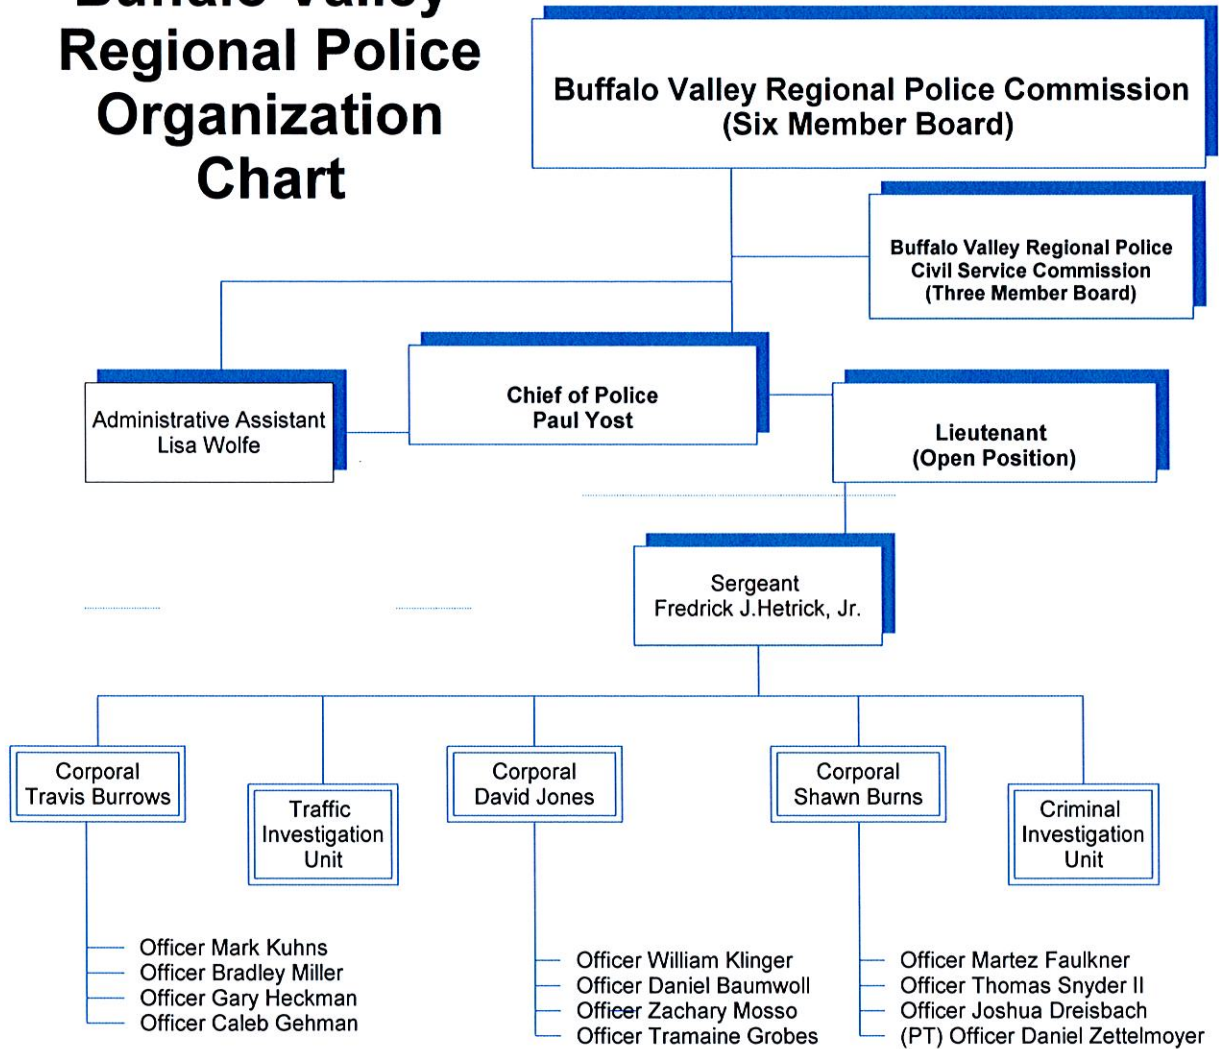 Buffalo Valley
Regional Police
Organization
Chart
Buffalo Valley Regional Police Commission
(Six Member Board)
Buffalo Valley Regional Police
Civil Service Commission
(Three Member Board)
Chief of Police
Paul Yost
Administrative Assistant
Lisa Wolfe
Lieutenant
(Open Position)
Sergeant
Fredrick J.Hetrick, Jr.
Corporal
Travis Burrows
Traffic
Investigation
Unit
Corporal
David Jones
Corporal
Shawn Burns
Criminal
Investigation
Unit
Officer Mark Kuhns
Officer Bradley Miller
Officer Gary Heckman
Officer Caleb Gehman
Officer William Klinger
Officer Daniel Baumwoll
Officer Zachary Mosso
Officer Tramaine Grobes
Officer Martez Faulkner
Officer Thomas Snyder II
Officer Joshua Dreisbach
(PT) Officer Daniel Zettelmoyer